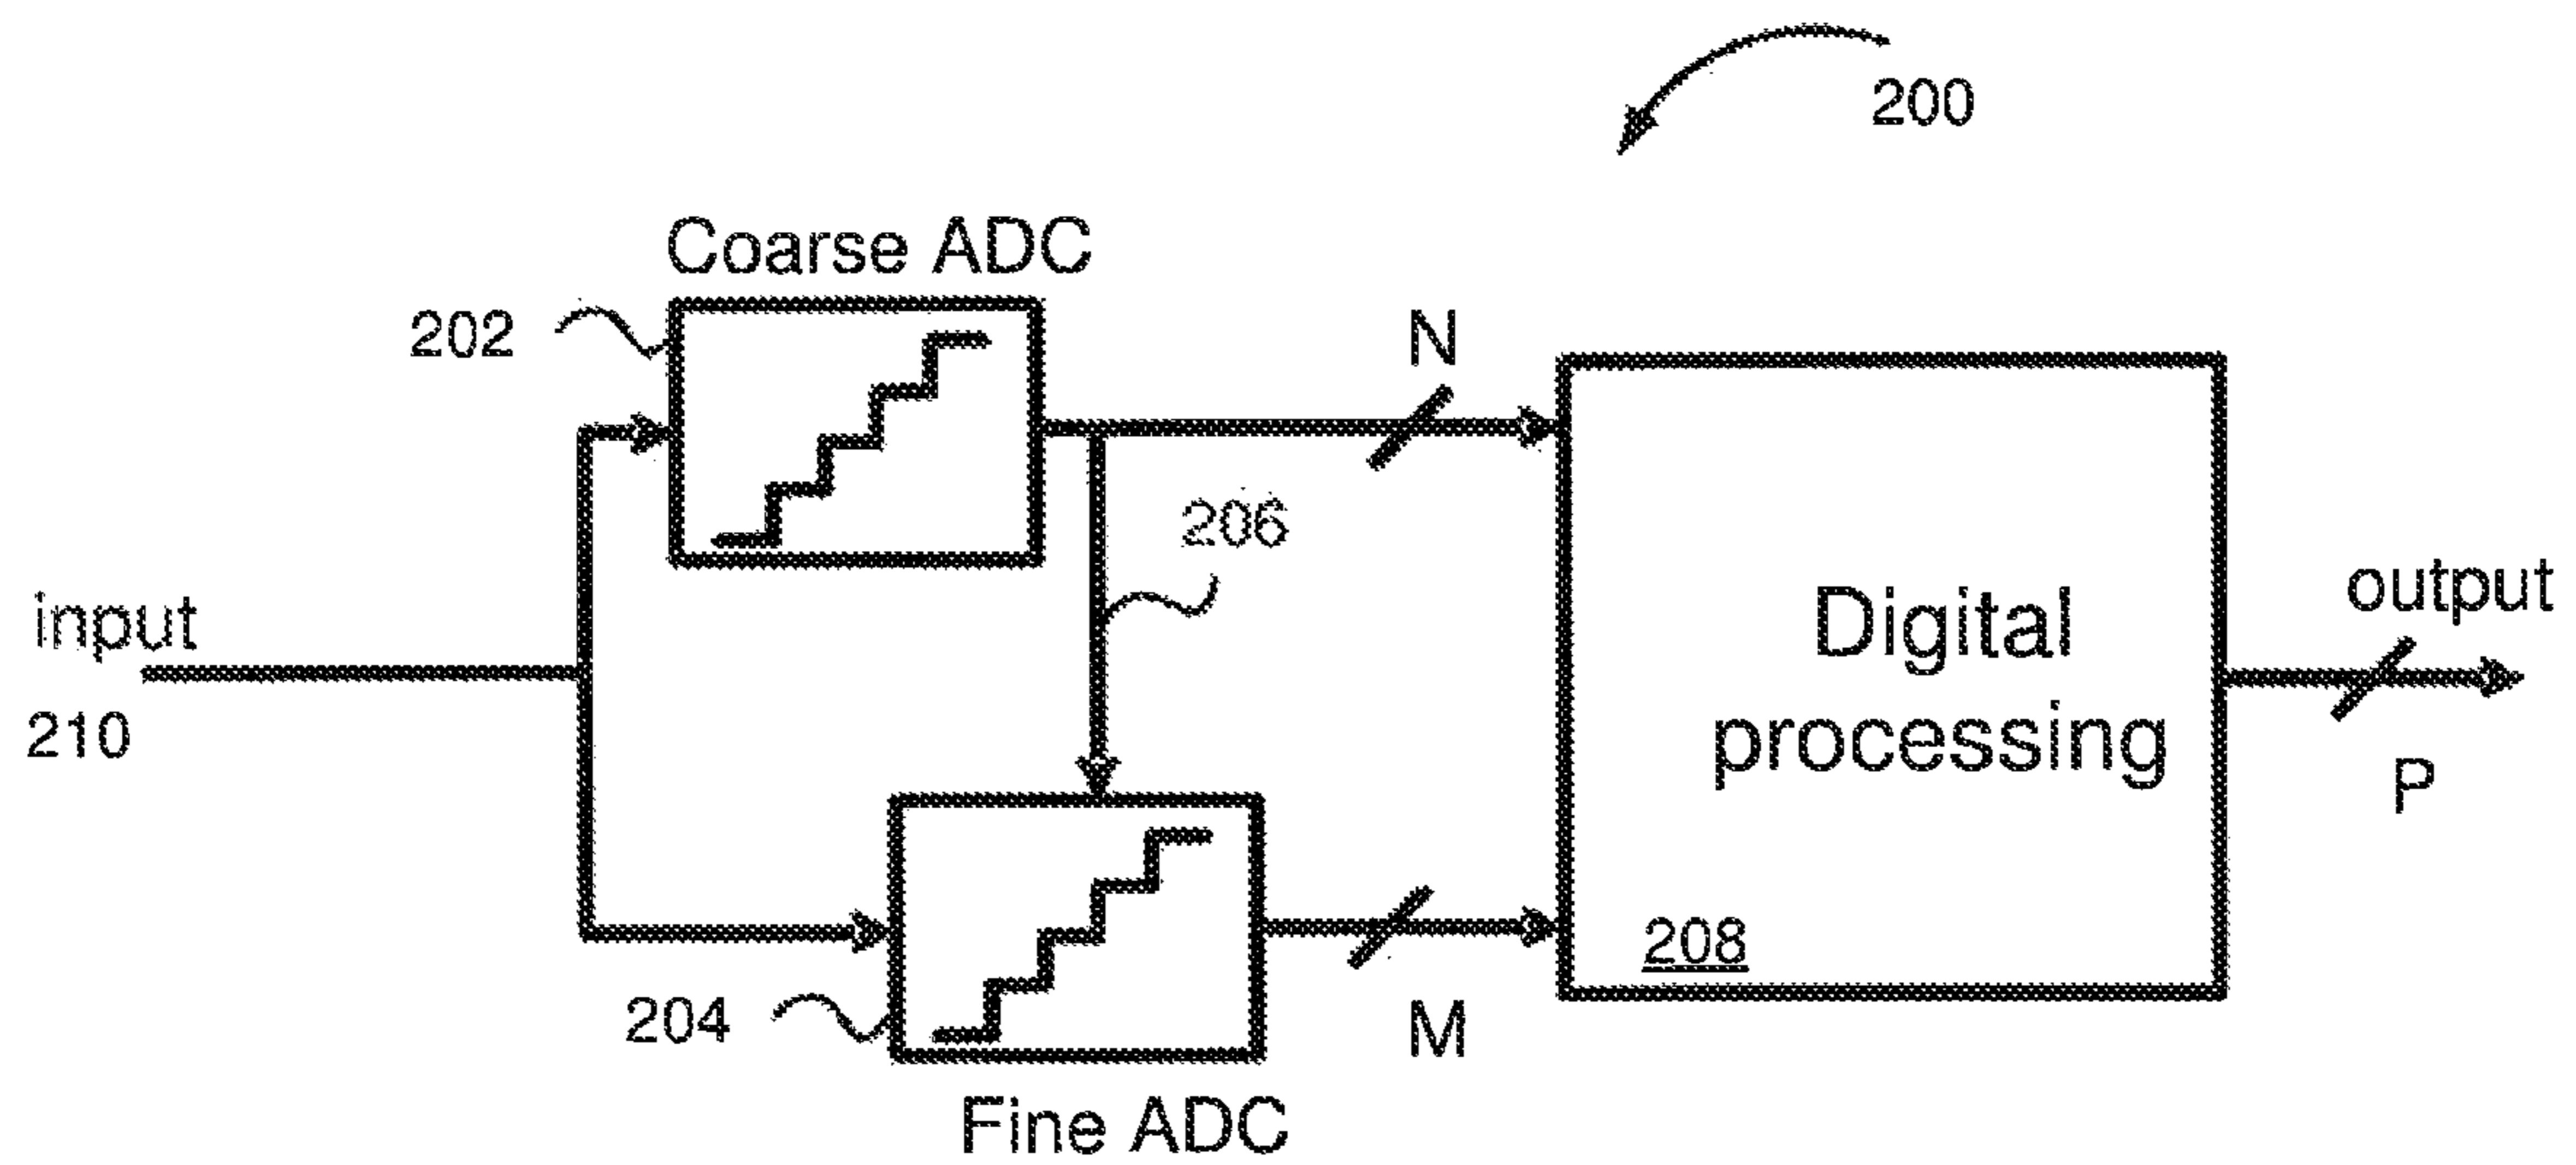 200
Coarse ADC
202
N
206
input
210
output
Digital
processing
P
208
204
M
Fine ADC